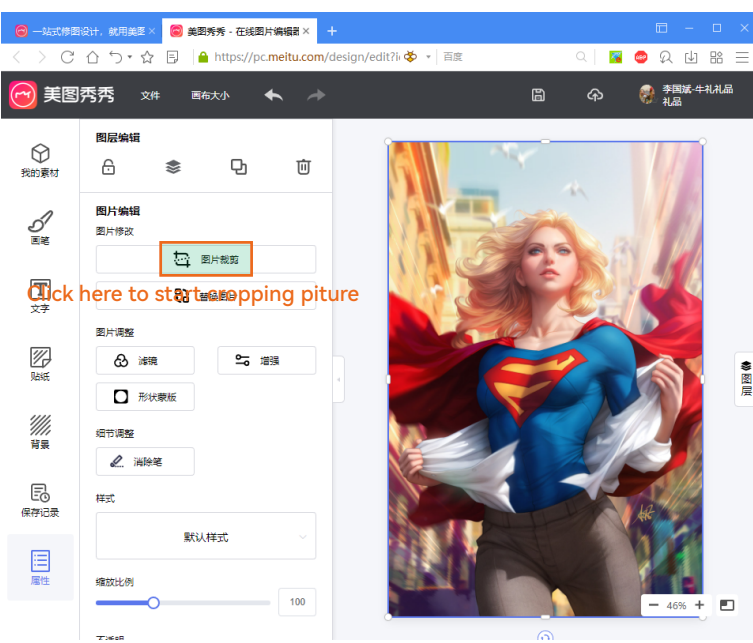 一站式修图设计，就用美图
美图秀秀 - 在线图片编辑器
https://pc.meitu.com/design/edit?i
百度
美图秀秀
文件
画布大小
李国斌-牛礼礼品
礼品
我的素材
画笔
文字
贴纸
背景
保存记录
属性
图层编辑
图片编辑
图片修改
图片裁剪
Click here to start cropping piture
图片调整
滤镜
增强
形状蒙版
细节调整
消除笔
样式
默认样式
缩放比例
100
不透明
图层
46%